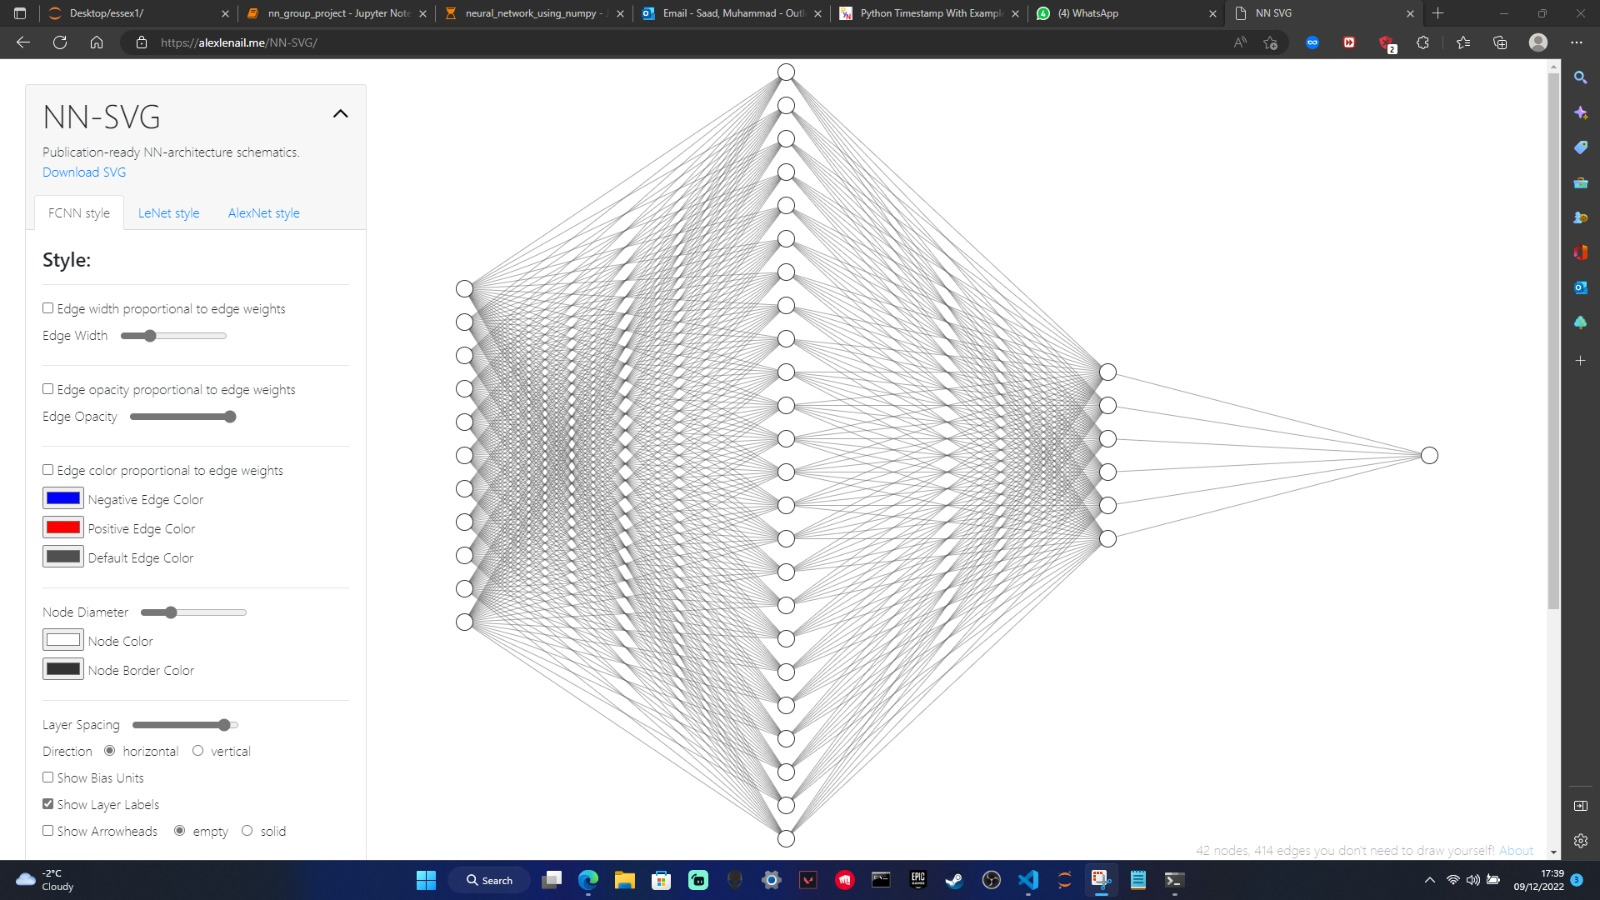 Desktop/essex1/
nn_group_project - Jupyter Note
neural_network_using_numpy - J
Email - Saad, Muhammad - Outl
Python Timestamp With Example
(4) WhatsApp
NN SVG
https://alexlenail.me/NN-SVG/
2
NN-SVG
Publication-ready NN-architecture schematics.
Download SVG
FCNN style
LeNet style
AlexNet style
Style:
Edge width proportional to edge weights
Edge Width
Edge opacity proportional to edge weights
Edge Opacity
Edge color proportional to edge weights
Negative Edge Color
Positive Edge Color
Default Edge Color
Node Diameter
Node Color
Node Border Color
Layer Spacing
Direction horizontal vertical
Show Bias Units
Show Layer Labels
Show Arrowheads empty solid
42 nodes, 414 edges you don't need to draw yourself! About
-2°C
Cloudy
Search
EPIC
17:39
09/12/2022
3